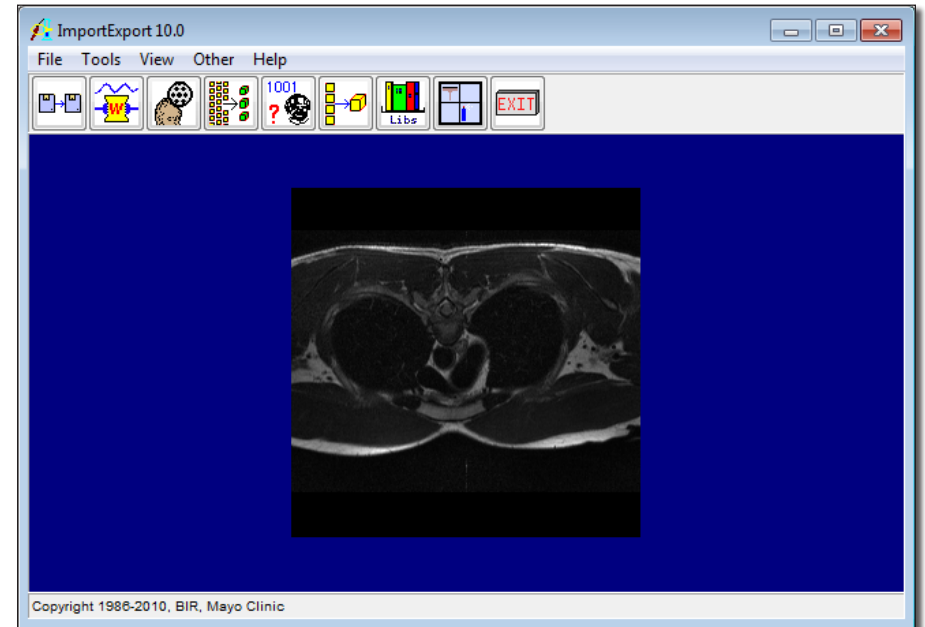 ImportExport 10.0
File Tools View Other Help
1001
?
W
Libs
EXIT
Copyright 1986-2010, BIR, Mayo Clinic